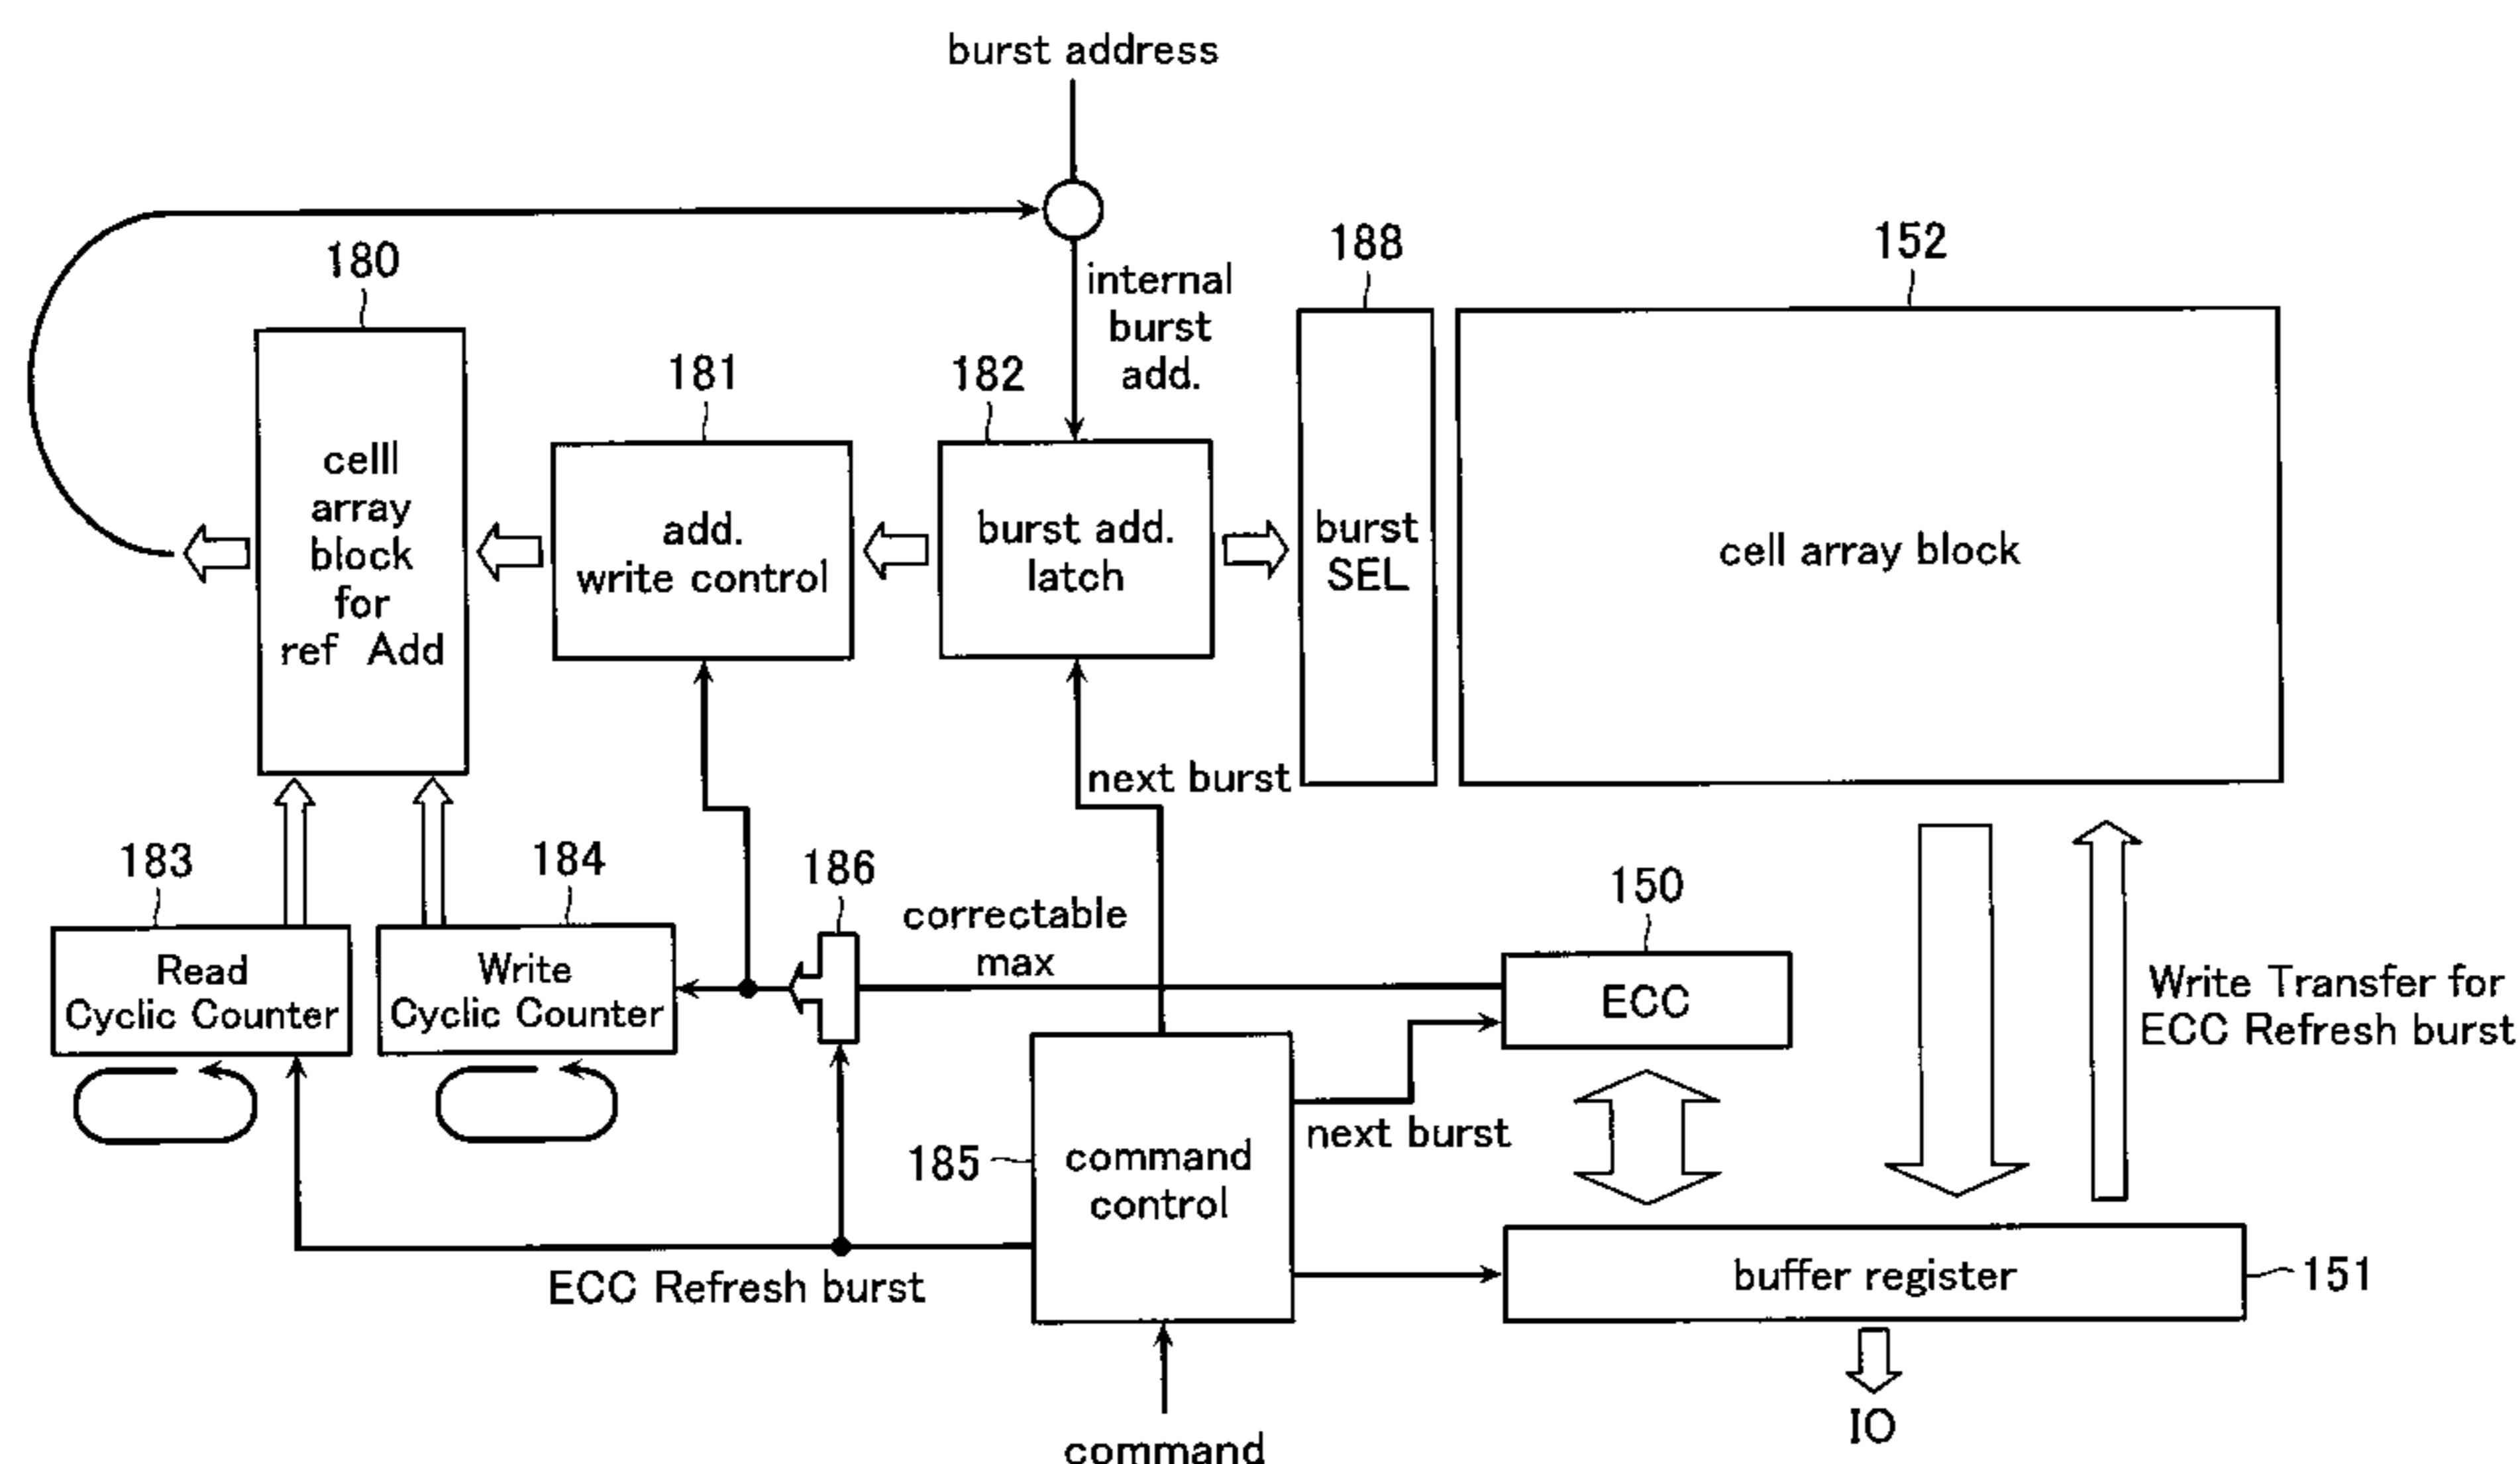 burst address
internal
burst
add.
180
181
182
188
152
celll
array
block
for
ref Add
add.
write control
burst add.
latch
burst
SEL
cell array block
next burst
183
184
186
correctable
max
150
Read
Cyclic Counter
Write
Cyclic Counter
ECC
Write Transfer for
ECC Refresh burst
next burst
185
command
control
ECC Refresh burst
buffer register
151
command
IO